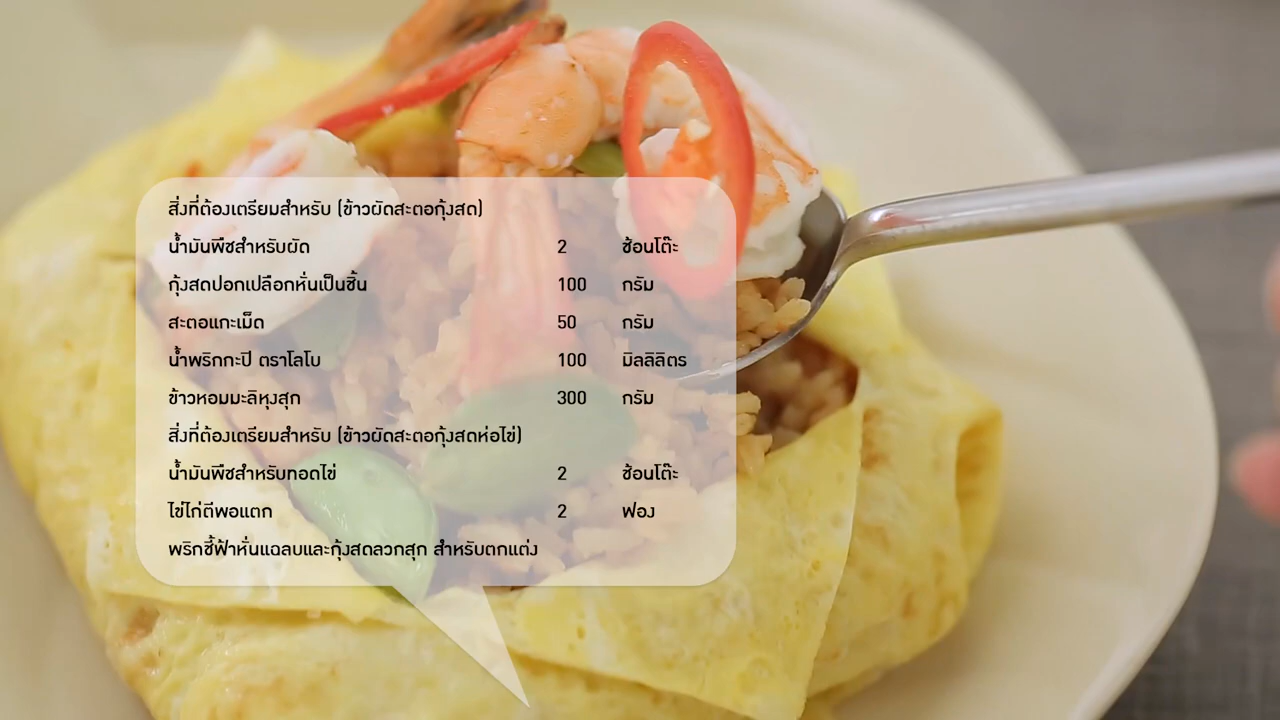 สิ่งที่ต้องเตรียมสำหรับ (ข้าวผัดสะตอกุ้งสด)
น้ำมันพืชสำหรับผัด 2 ช้อนโต๊ะ
กุ้งสดปอกเปลือกหั่นเป็นชิ้น 100 กรัม
สะตอแกะเม็ด 50 กรัม
น้ำพริกกะปิ ตราโลโบ 100 มิลลิลิตร
ข้าวหอมมะลิหุงสุก 300 กรัม
สิ่งที่ต้องเตรียมสำหรับ (ข้าวผัดสะตอกุ้งสดห่อไข่)
น้ำมันพืชสำหรับทอดไข่ 2 ช้อนโต๊ะ
ไข่ไก่ตีพอแตก 2 ฟอง
พริกชี้ฟ้าหั่นแฉลบและกุ้งสดลวกสุก สำหรับตกแต่ง